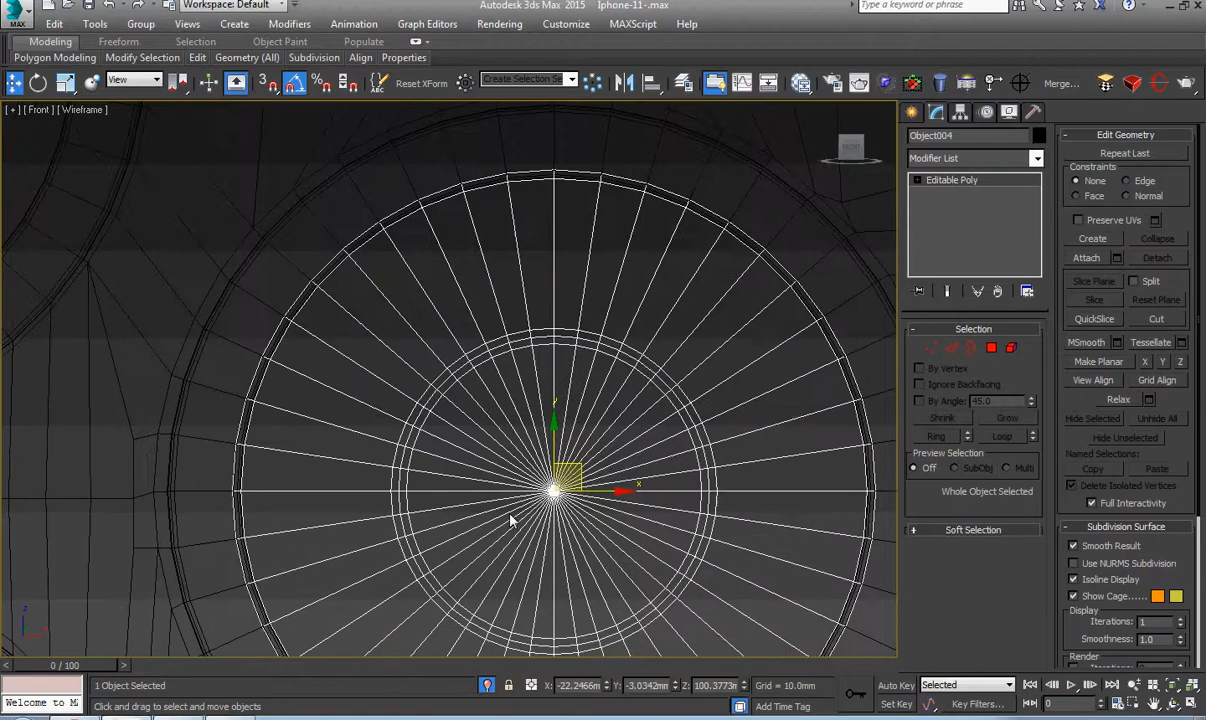 Workspace: Default
Autodesk 3ds Max 2015
Iphone-11-.max
Type a keyword or phrase
MAX
Edit
Tools
Group
Views
Create
Modifiers
Animation
Graph Editors
Rendering
Customize
MAXScript
Help
Modeling
Freeform
Selection
Object Paint
Populate
Polygon Modeling
Modify Selection
Edit
Geometry (All)
Subdivision
Align
Properties
View
3
ABC
Reset XForm
Create Selection Se
Merge...
[ + ] [ Front ] [ Wireframe ]
FRONT
y
x
z
Object004
Modifier List
Editable Poly
Selection
By Vertex
Ignore Backfacing
By Angle: 45.0
Shrink
Grow
Ring
Loop
Preview Selection
Off
SubObj
Multi
Whole Object Selected
Soft Selection
Edit Geometry
Repeat Last
Constraints
None
Edge
Face
Normal
Preserve UVs
Create
Collapse
Attach
Detach
Slice Plane
Split
Slice
Reset Plane
QuickSlice
Cut
MSmooth
Tessellate
Make Planar
X
Y
Z
View Align
Grid Align
Relax
Hide Selected
Unhide All
Hide Unselected
Named Selections:
Copy
Paste
Delete Isolated Vertices
Full Interactivity
Subdivision Surface
Smooth Result
Use NURMS Subdivision
Isoline Display
Show Cage......
Display
Iterations: 1
Smoothness: 1.0
Render
0 / 100
Welcome to M
1 Object Selected
Click and drag to select and move objects
X: -22.2466m
Y: -3.0342mm
Z: 100.3773m
Grid = 10.0mm
Add Time Tag
Auto Key
Selected
Set Key
Key Filters...
0